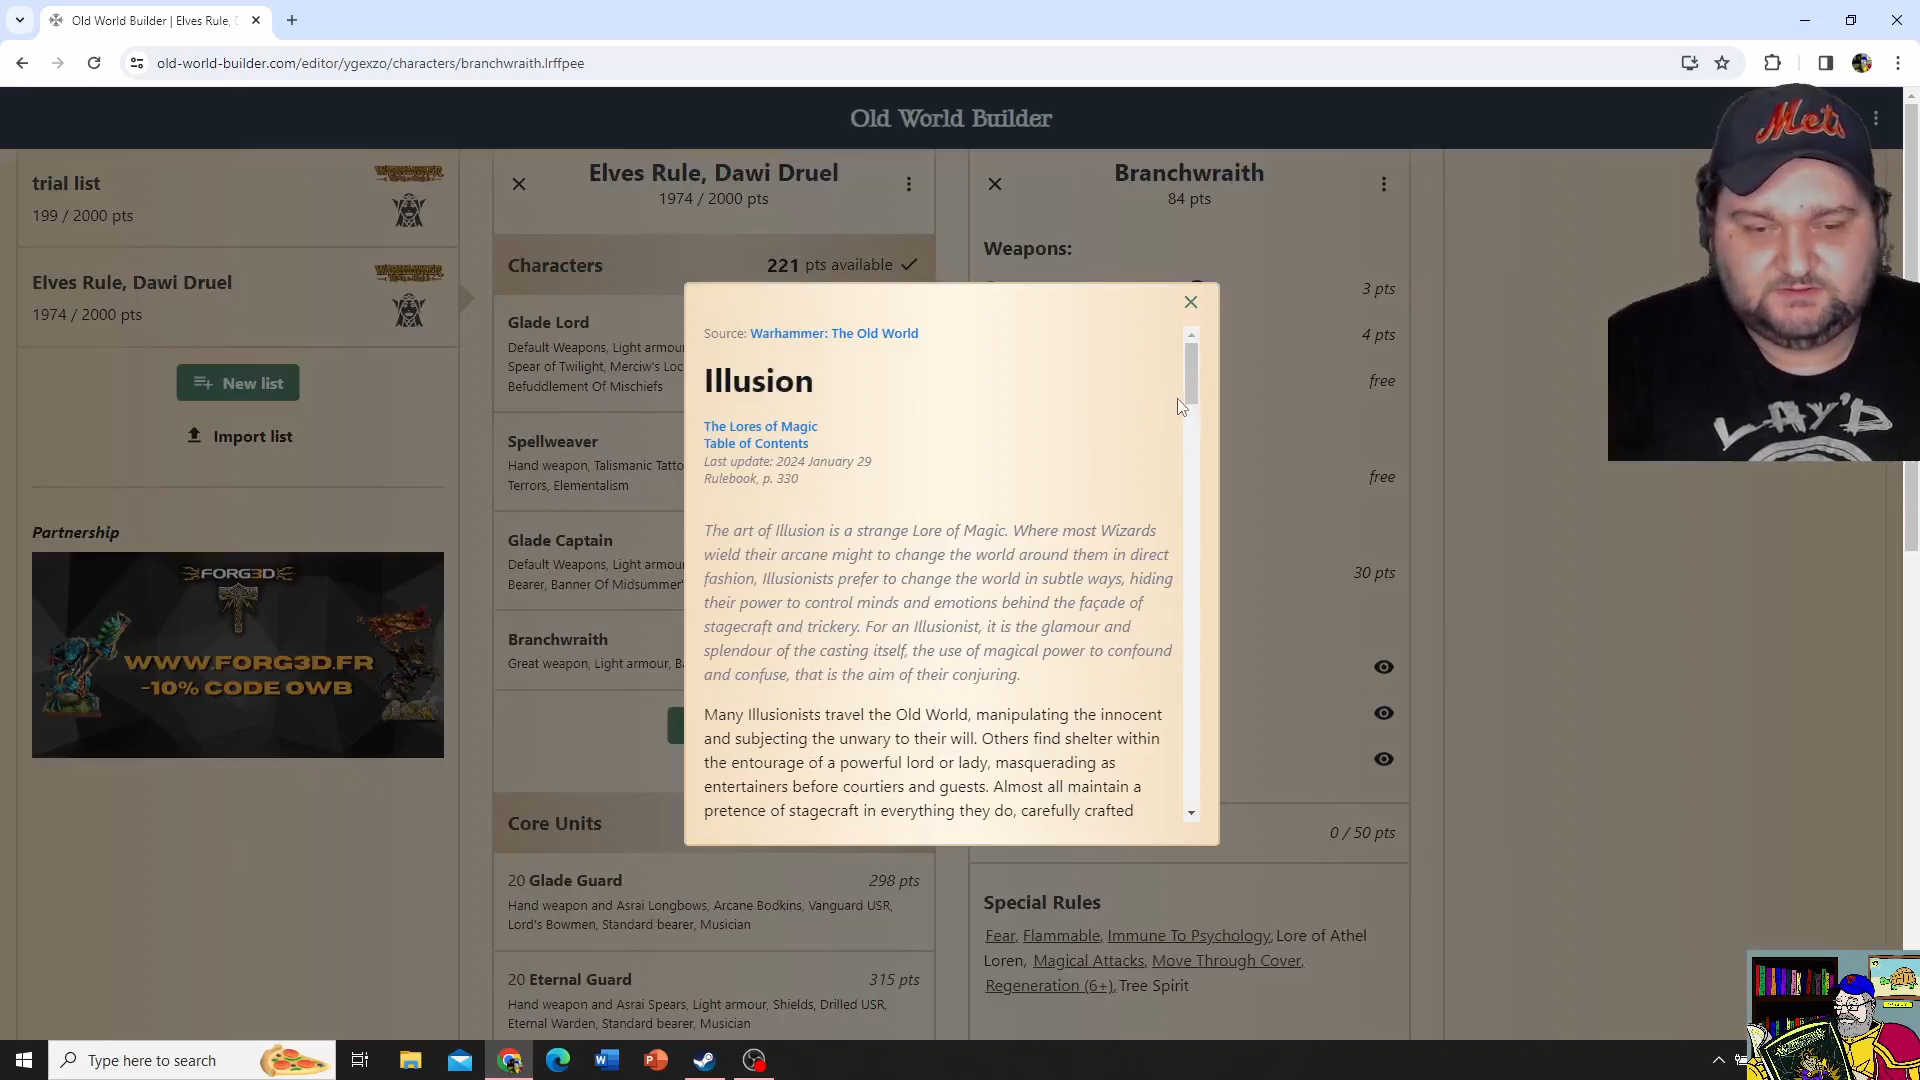 Old World Builder | Elves Rule, D
old-world-builder.com/editor/ygexzo/characters/branchwraith.lrffpee
Old World Builder
trial list
199 / 2000 pts
Elves Rule, Dawi Druel
1974 / 2000 pts
New list
Import list
Partnership
FORG3D
WWW.FORG3D.FR
-10% CODE OWB
Elves Rule, Dawi Druel
1974 / 2000 pts
Characters
221 pts available
Glade Lord
Default Weapons, Light armou
Spear of Twilight, Merciw's Loc
Befuddlement Of Mischiefs
Spellweaver
Hand weapon, Talismanic Tatto
Terrors, Elementalism
Glade Captain
Default Weapons, Light armou
Bearer, Banner Of Midsummer'
Branchwraith
Great weapon, Light armour, B
Core Units
20 Glade Guard
298 pts
Hand weapon and Asrai Longbows, Arcane Bodkins, Vanguard USR,
Lord's Bowmen, Standard bearer, Musician
20 Eternal Guard
315 pts
Hand weapon and Asrai Spears, Light armour, Shields, Drilled USR,
Eternal Warden, Standard bearer, Musician
Source: Warhammer: The Old World
Illusion
The Lores of Magic
Table of Contents
Last update: 2024 January 29
Rulebook, p. 330
The art of Illusion is a strange Lore of Magic. Where most Wizards
wield their arcane might to change the world around them in direct
fashion, Illusionists prefer to change the world in subtle ways, hiding
their power to control minds and emotions behind the façade of
stagecraft and trickery. For an Illusionist, it is the glamour and
splendour of the casting itself, the use of magical power to confound
and confuse, that is the aim of their conjuring.
Many Illusionists travel the Old World, manipulating the innocent
and subjecting the unwary to their will. Others find shelter within
the entourage of a powerful lord or lady, masquerading as
entertainers before courtiers and guests. Almost all maintain a
pretence of stagecraft in everything they do, carefully crafted
Branchwraith
84 pts
Weapons:
3 pts
4 pts
free
free
30 pts
0 / 50 pts
Special Rules
Fear, Flammable, Immune To Psychology, Lore of Athel
Loren, Magical Attacks, Move Through Cover,
Regeneration (6+), Tree Spirit
Mets
LAY'D
Type here to search